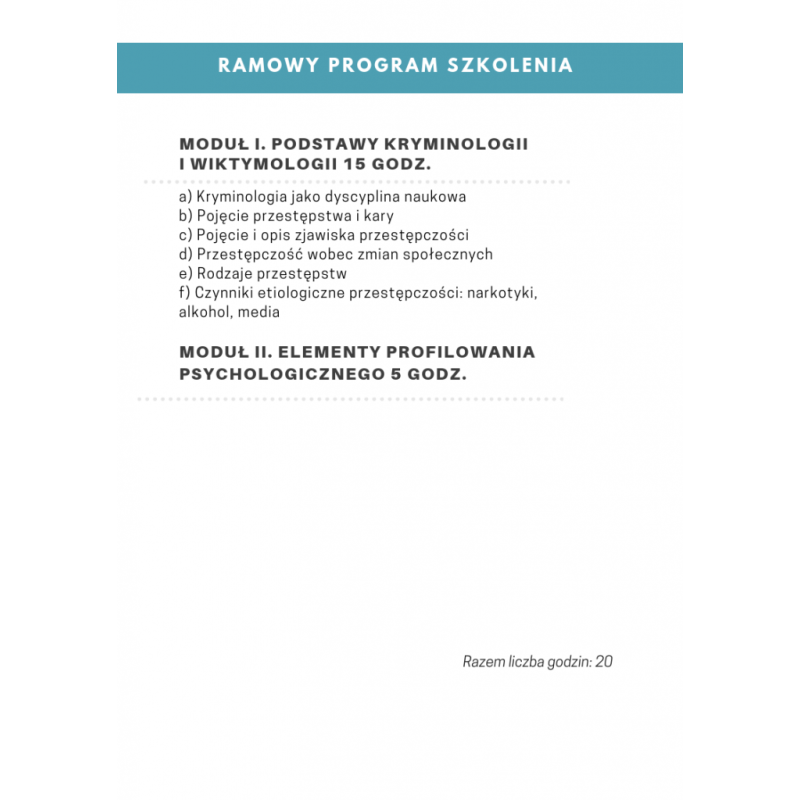 RAMOWY PROGRAM SZKOLENIA
MODUŁ I. PODSTAWY KRYMINOLOGII
I WIKTYMOLOGII 15 GODZ.
a) Kryminologia jako dyscyplina naukowa
b) Pojęcie przestępstwa i kary
c) Pojęcie i opis zjawiska przestępczości
d) Przestępczość wobec zmian społecznych
e) Rodzaje przestępstw
f) Czynniki etiologiczne przestępczości: narkotyki,
alkohol, media
MODUŁ II. ELEMENTY PROFILOWANIA
PSYCHOLOGICZNEGO 5 GODZ.
Razem liczba godzin: 20